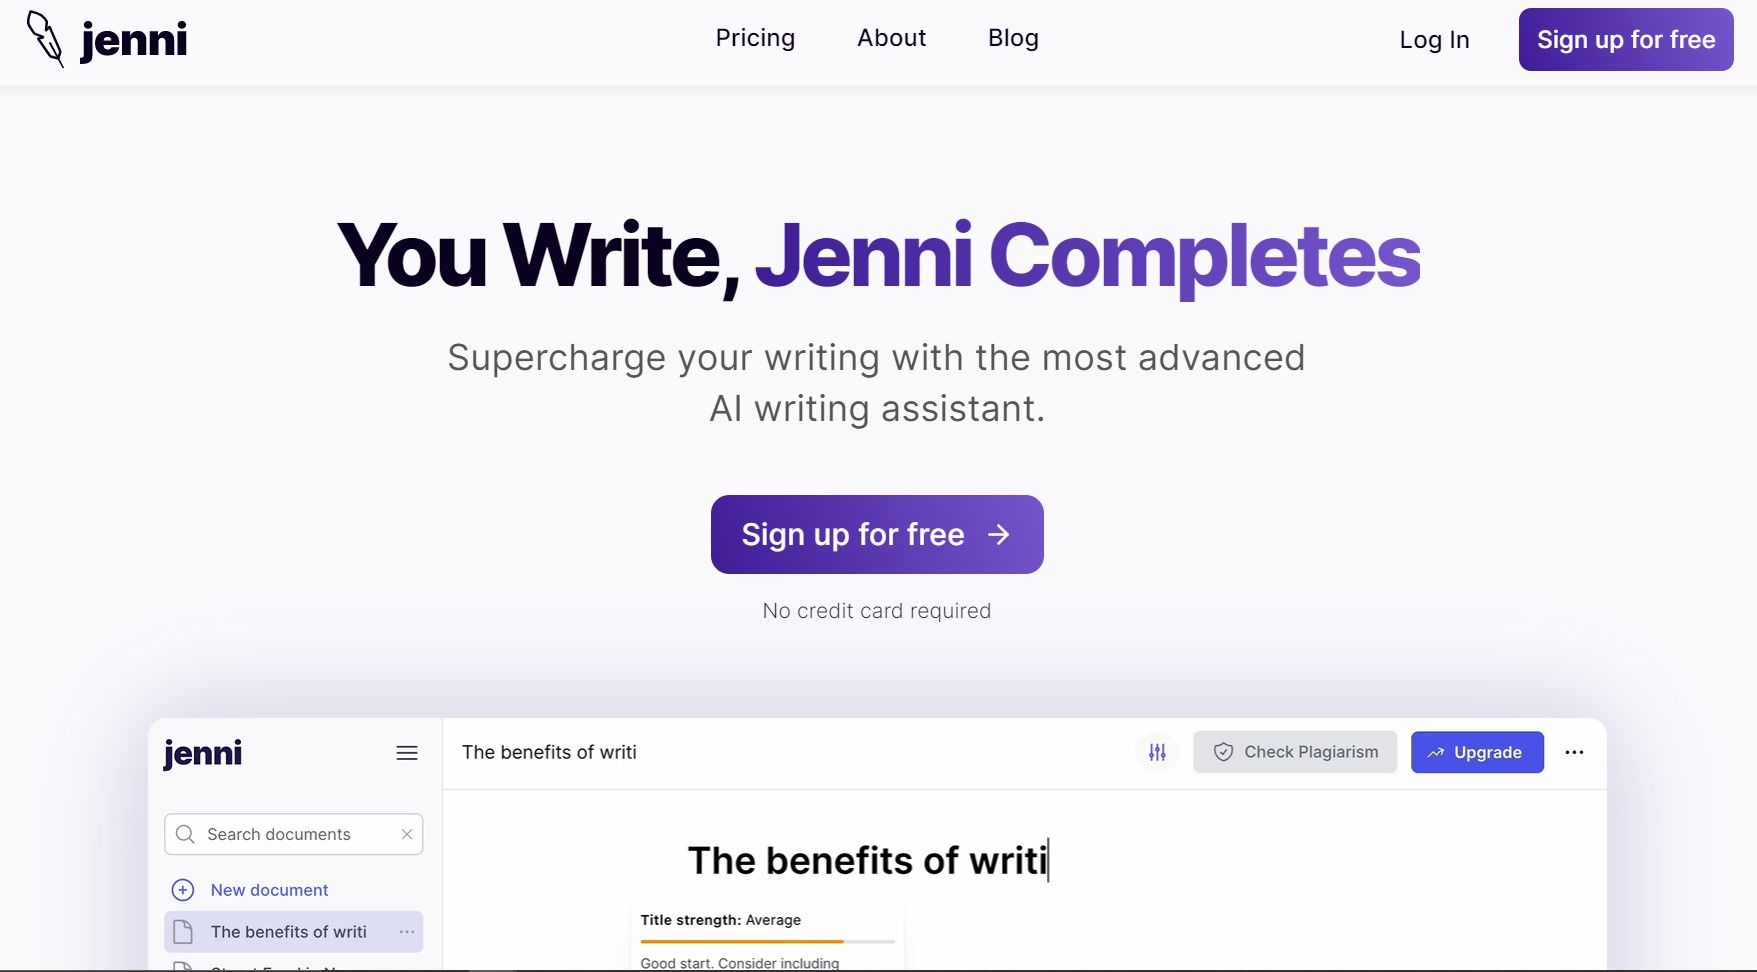 jenni
Pricing
About
Blog
Log In
Sign up for free
You Write, Jenni Completes
Supercharge your writing with the most advanced
AI writing assistant.
Sign up for free
No credit card required
jenni
The benefits of writi
Check Plagiarism
Upgrade
Search documents
The benefits of writi
New document
The benefits of writi
Title strength: Average
Good start. Consider including